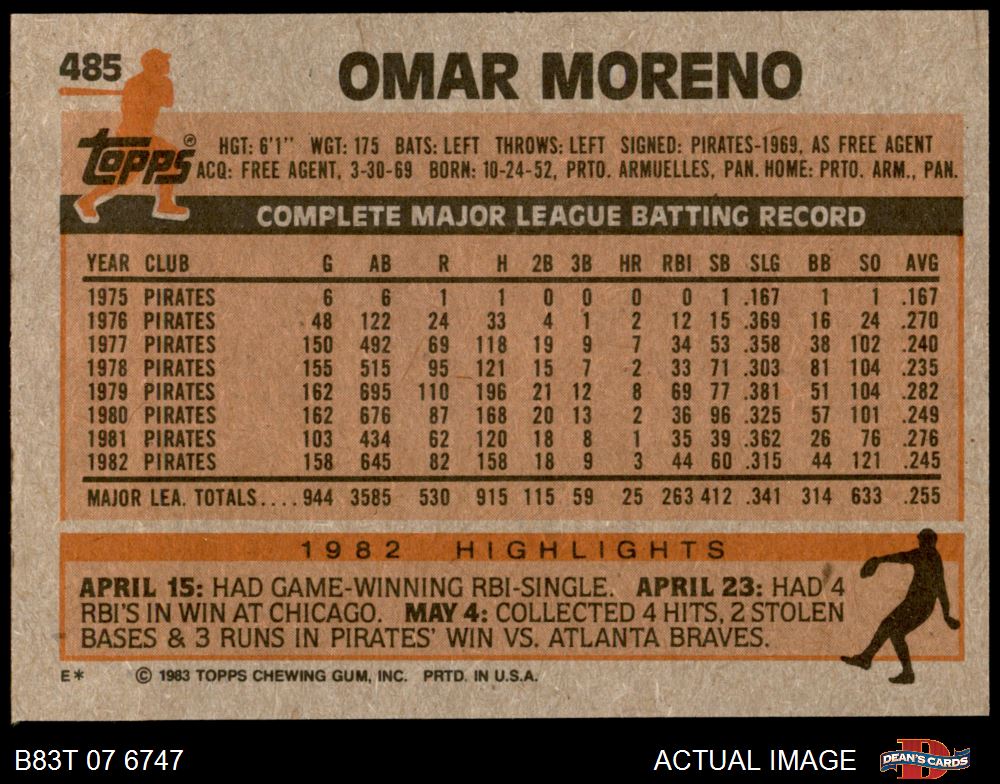 485
OMAR MORENO
topps®
HGT: 6'1" WGT: 175 BATS: LEFT THROWS: LEFT SIGNED: PIRATES-1969, AS FREE AGENT
ACQ: FREE AGENT, 3-30-69 BORN: 10-24-52, PRTO. ARMUELLES, PAN. HOME: PRTO. ARM., PAN.
COMPLETE MAJOR LEAGUE BATTING RECORD
YEAR CLUB G AB R H 2B 3B HR RBI SB SLG BB SO AVG
1975 PIRATES 6 6 1 1 0 0 0 0 1 .167 1 1 .167
1976 PIRATES 48 122 24 33 4 1 2 12 15 .369 16 24 .270
1977 PIRATES 150 492 69 118 19 9 7 34 53 .358 38 102 .240
1978 PIRATES 155 515 95 121 15 7 2 33 71 .303 81 104 .235
1979 PIRATES 162 695 110 196 21 12 8 69 77 .381 51 104 .282
1980 PIRATES 162 676 87 168 20 13 2 36 96 .325 57 101 .249
1981 PIRATES 103 434 62 120 18 8 1 35 39 .362 26 76 .276
1982 PIRATES 158 645 82 158 18 9 3 44 60 .315 44 121 .245
MAJOR LEA. TOTALS.... 944 3585 530 915 115 59 25 263 412 .341 314 633 .255
1982 HIGHLIGHTS
APRIL 15: HAD GAME-WINNING RBI-SINGLE. APRIL 23: HAD 4
RBI'S IN WIN AT CHICAGO. MAY 4: COLLECTED 4 HITS, 2 STOLEN
BASES & 3 RUNS IN PIRATES' WIN VS. ATLANTA BRAVES.
E* © 1983 TOPPS CHEWING GUM, INC. PRTD. IN U.S.A.
B83T 07 6747 ACTUAL IMAGE DEAN'S CARDS